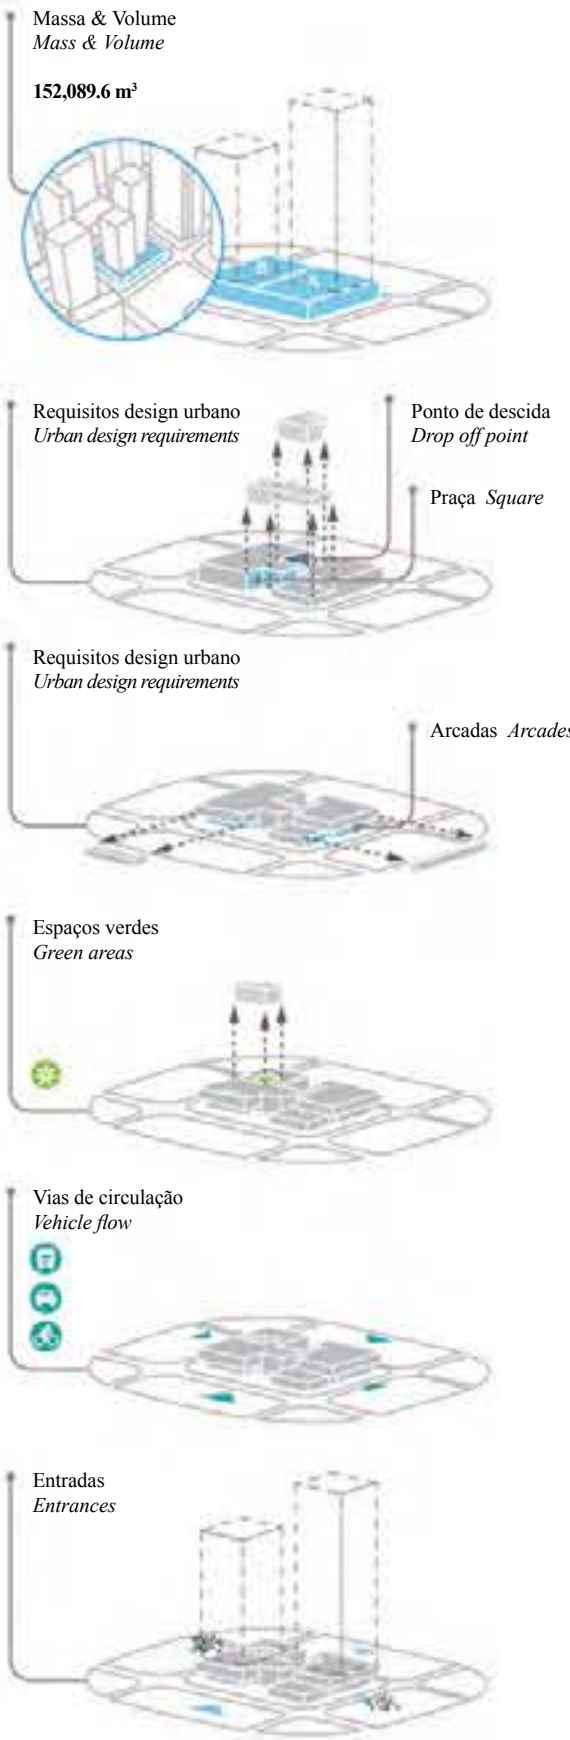 Massa & Volume
Mass & Volume
152,089.6 m³
Requisitos design urbano
Urban design requirements
Ponto de descida
Drop off point
Praça Square
Requisitos design urbano
Urban design requirements
Arcadas Arcades
Espaços verdes
Green areas
Vias de circulação
Vehicle flow
Entradas
Entrances